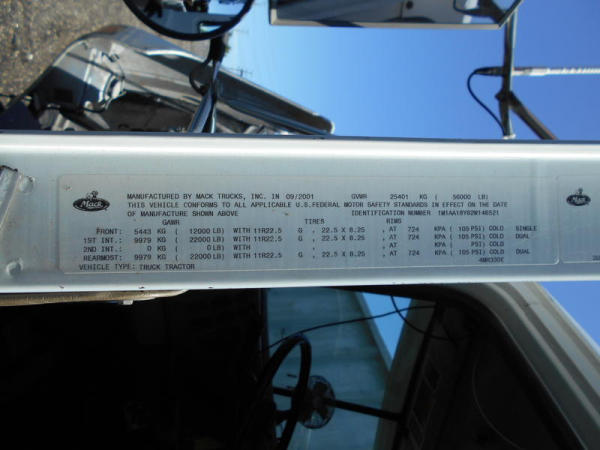 Mack
MANUFACTURED BY MACK TRUCKS, INC. IN 09/2001 GVWR 25401 KG ( 56000 LB)
THIS VEHICLE CONFORMS TO ALL APPLICABLE U.S.FEDERAL MOTOR SAFETY STANDARDS IN EFFECT ON THE DATE
OF MANUFACTURE SHOWN ABOVE IDENTIFICATION NUMBER 1M1AA18Y82W146521
GAWR TIRES RIMS
FRONT: 5443 KG ( 12000 LB) WITH 11R22.5 G , 22.5 X 8.25 , AT 724 KPA ( 105 PSI) COLD SINGLE
1ST INT.: 9979 KG ( 22000 LB) WITH 11R22.5 G , 22.5 X 8.25 , AT 724 KPA ( 105 PSI) COLD DUAL
2ND INT.: 0 KG ( 0 LB) WITH , AT KPA ( PSI) COLD
REARMOST: 9979 KG ( 22000 LB) WITH 11R22.5 G , 22.5 X 8.25 , AT 724 KPA ( 105 PSI) COLD DUAL
VEHICLE TYPE: TRUCK TRACTOR
Mack